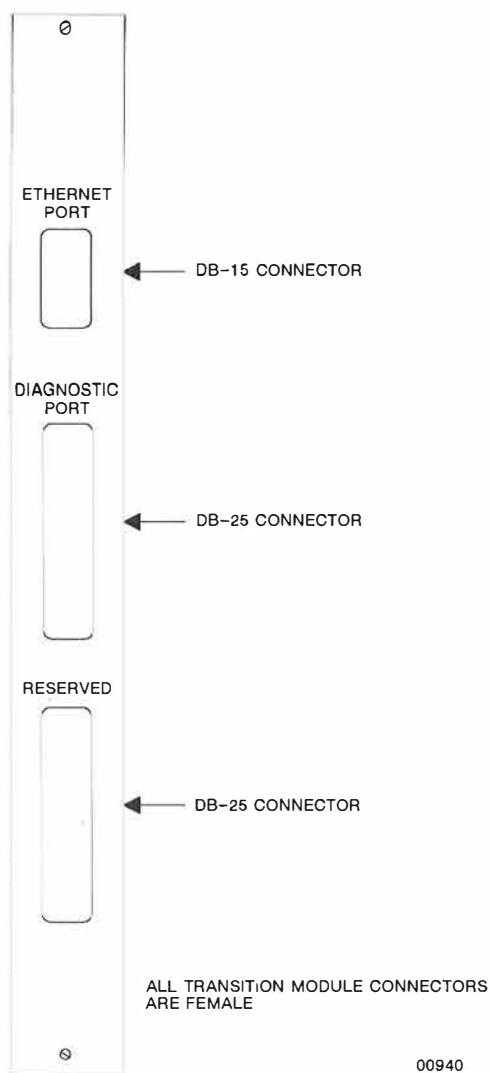 ETHERNET
PORT
DB-15 CONNECTOR
DIAGNOSTIC
PORT
DB-25 CONNECTOR
RESERVED
DB-25 CONNECTOR
ALL TRANSITION MODULE CONNECTORS
ARE FEMALE
00940